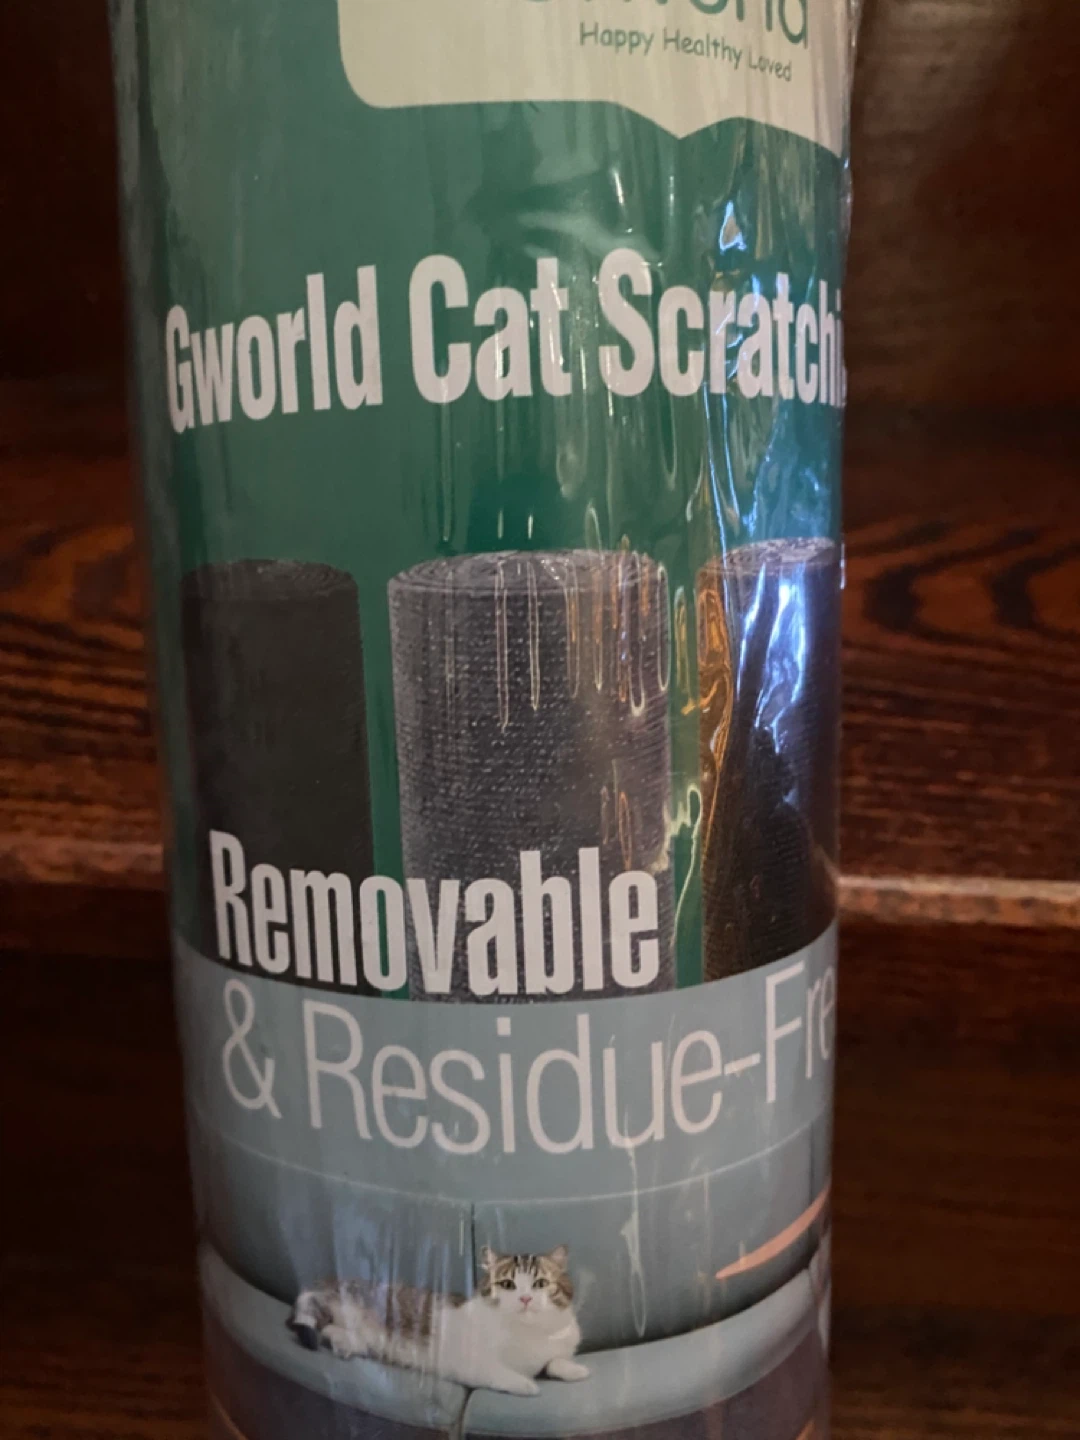 Happy Healthy Loved
Gworld Cat Scratchi
Removable
& Residue-Fre